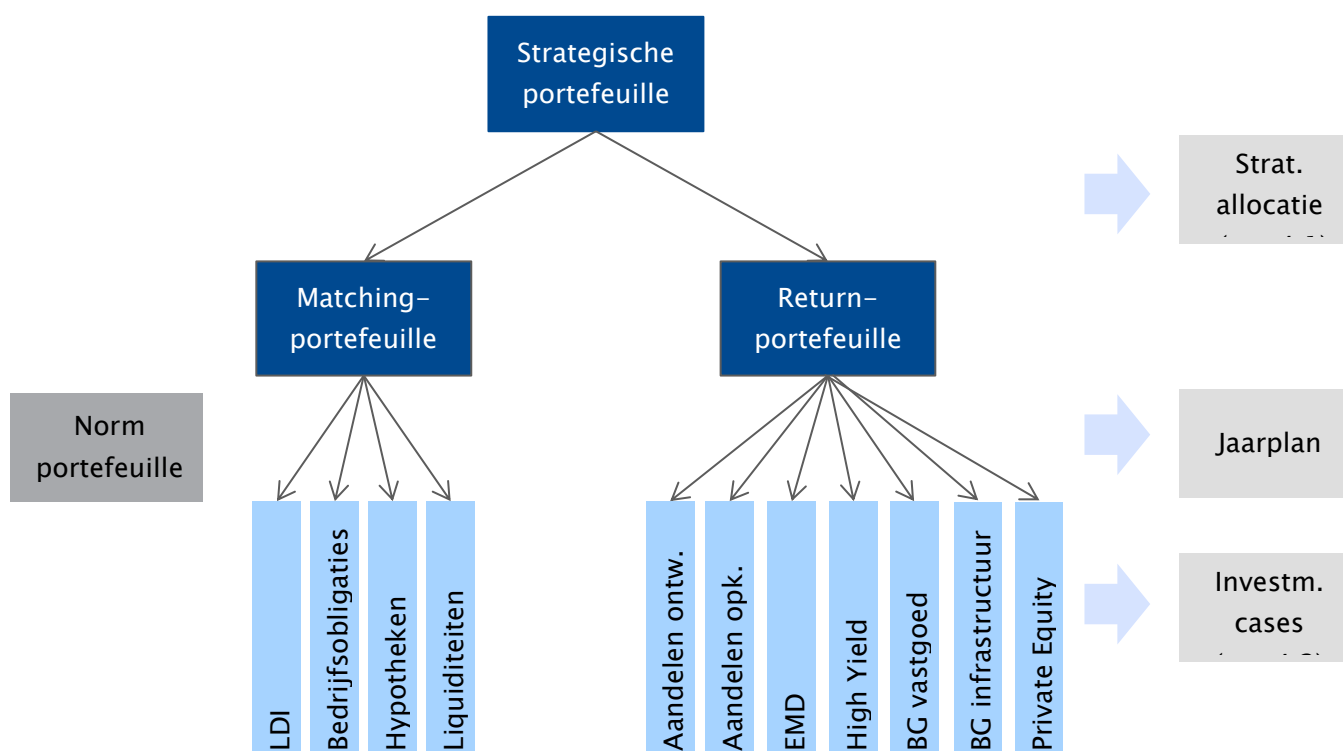 Strategische
portefeuille
Strat.
allocatie
Matching-
portefeuille
Return-
portefeuille
Norm
portefeuille
Jaarplan
LDI
Bedrijfsobligaties
Hypotheken
Liquiditeiten
Aandelen ontw.
Aandelen opk.
EMD
High Yield
BG vastgoed
BG infrastructuur
Private Equity
Investm.
cases